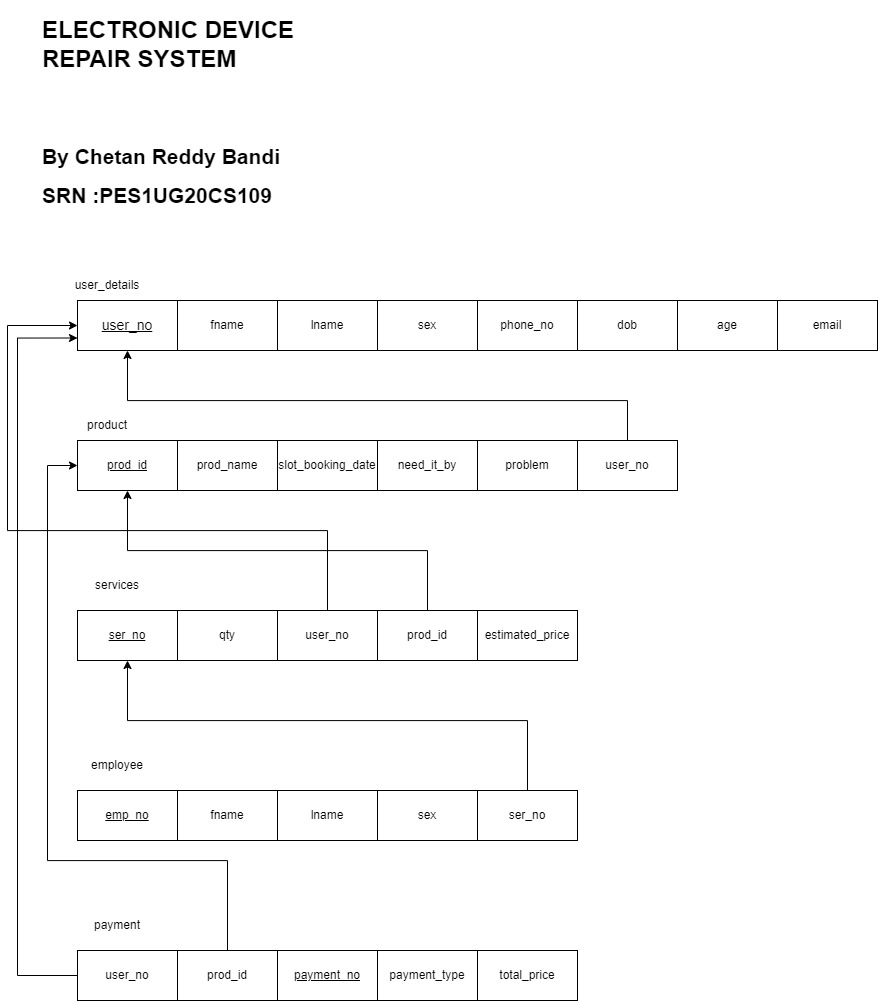 ELECTRONIC DEVICE
REPAIR SYSTEM
By Chetan Reddy Bandi
SRN :PES1UG20CS109
user_details
user_no fname lname sex phone_no dob age email
product
prod_id prod_name slot_booking_date need_it_by problem user_no
services
ser_no qty user_no prod_id estimated_price
employee
emp_no fname lname sex ser_no
payment
user_no prod_id payment_no payment_type total_price